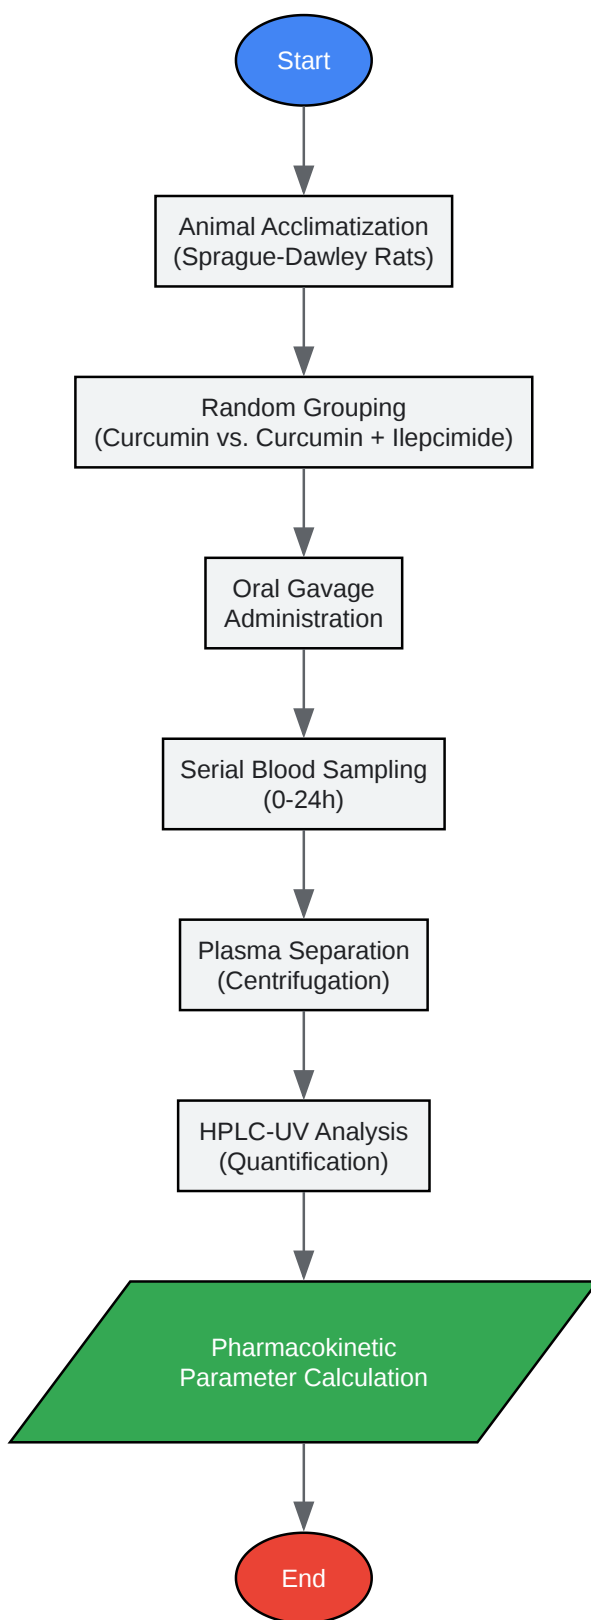 Start
Animal Acclimatization
(Sprague-Dawley Rats)
Random Grouping
(Curcumin vs. Curcumin + Ilepcimide)
Oral Gavage
Administration
Serial Blood Sampling
(0-24h)
Plasma Separation
(Centrifugation)
HPLC-UV Analysis
(Quantification)
Pharmacokinetic
Parameter Calculation
End